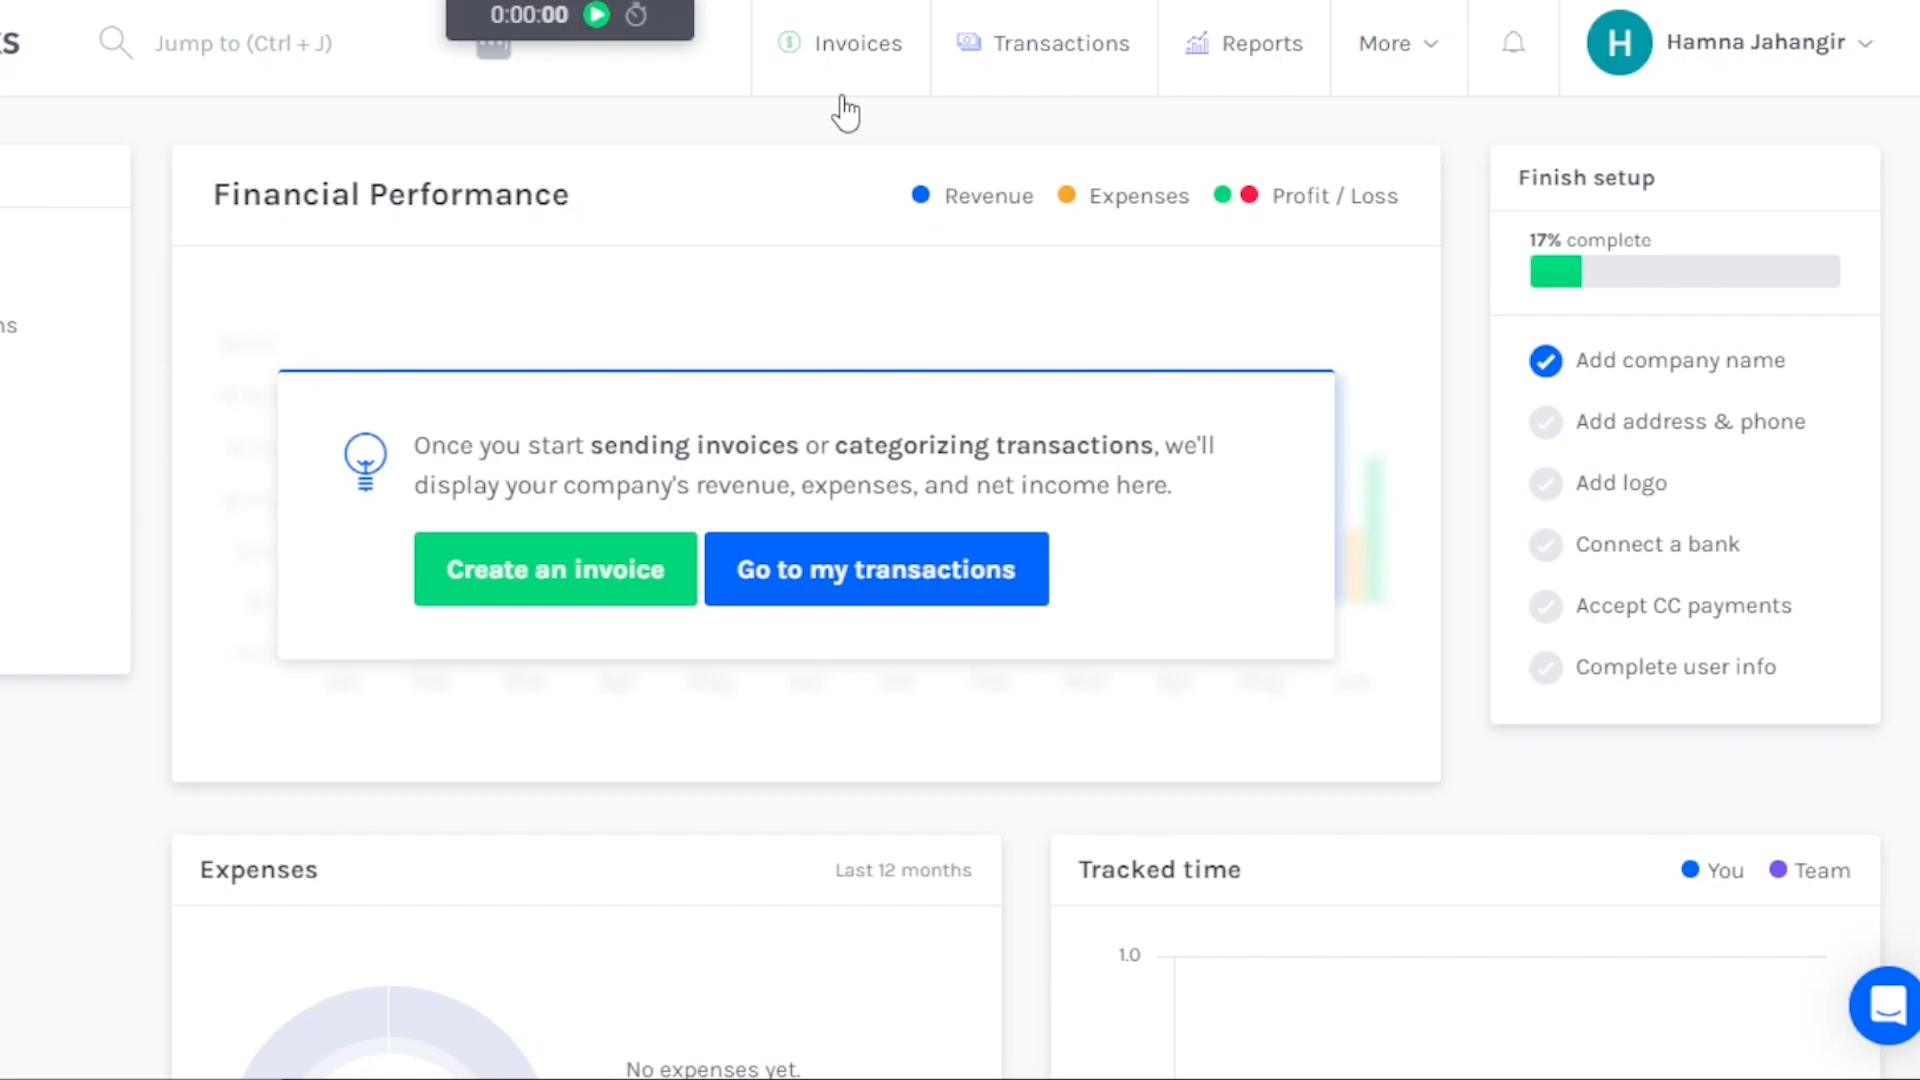 0:00:00
Jump to (Ctrl + J)
Invoices
Transactions
Reports
More
H
Hamna Jahangir
Financial Performance
Revenue
Expenses
Profit / Loss
Finish setup
17% complete
Add company name
Add address & phone
Add logo
Connect a bank
Accept CC payments
Complete user info
Once you start sending invoices or categorizing transactions, we'll
display your company's revenue, expenses, and net income here.
Create an invoice
Go to my transactions
Expenses
Last 12 months
No expenses yet.
Tracked time
You
Team
1.0